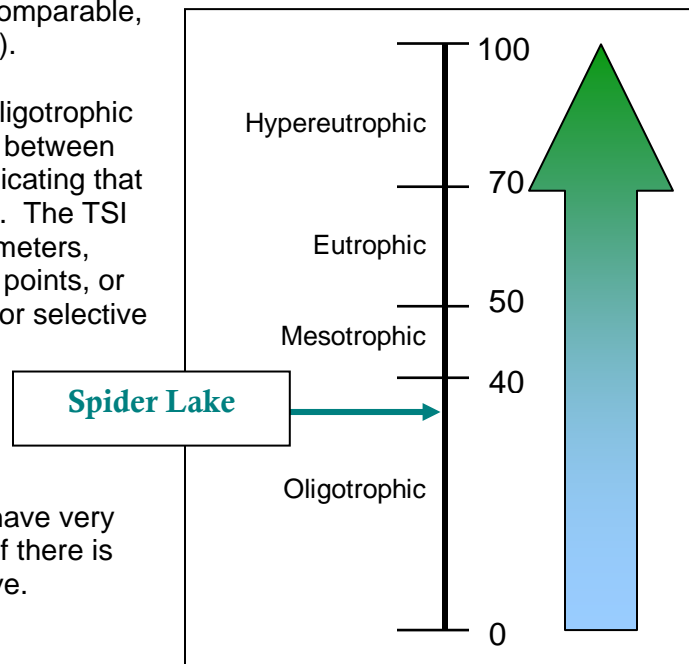 omparable,
).
ligotrophic
between
icating that
. The TSI
meters,
points, or
or selective
have very
f there is
ve.
100
Hypereutrophic
70
Eutrophic
50
Mesotrophic
40
Spider Lake
Oligotrophic
0